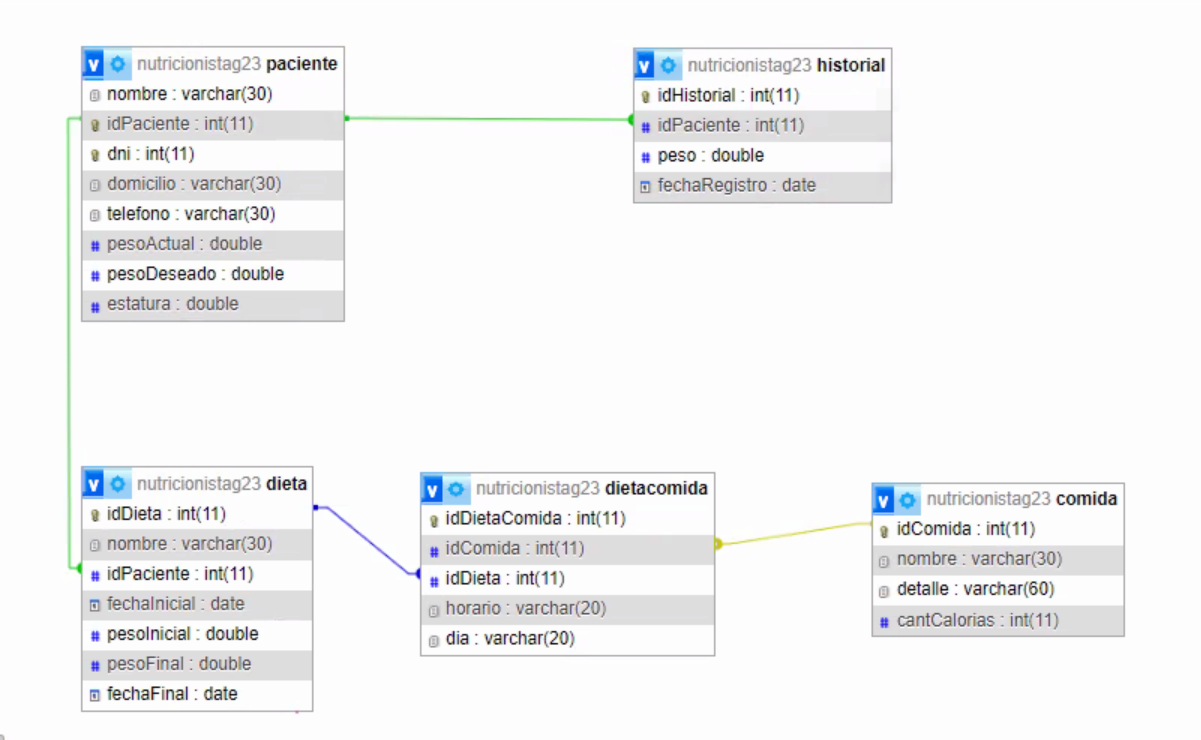 v nutricionistag23 paciente
nombre : varchar(30)
idPaciente : int(11)
dni : int(11)
domicilio : varchar(30)
telefono : varchar(30)
# pesoActual : double
# pesoDeseado : double
# estatura : double
v nutricionistag23 historial
idHistorial : int(11)
# idPaciente : int(11)
# peso : double
fechaRegistro : date
v nutricionistag23 dieta
idDieta : int(11)
nombre : varchar(30)
# idPaciente : int(11)
fechaInicial : date
# pesoInicial : double
# pesoFinal : double
fechaFinal : date
v nutricionistag23 dietacomida
idDietaComida : int(11)
# idComida : int(11)
# idDieta : int(11)
horario : varchar(20)
dia : varchar(20)
v nutricionistag23 comida
idComida : int(11)
nombre : varchar(30)
detalle : varchar(60)
# cantCalorias : int(11)